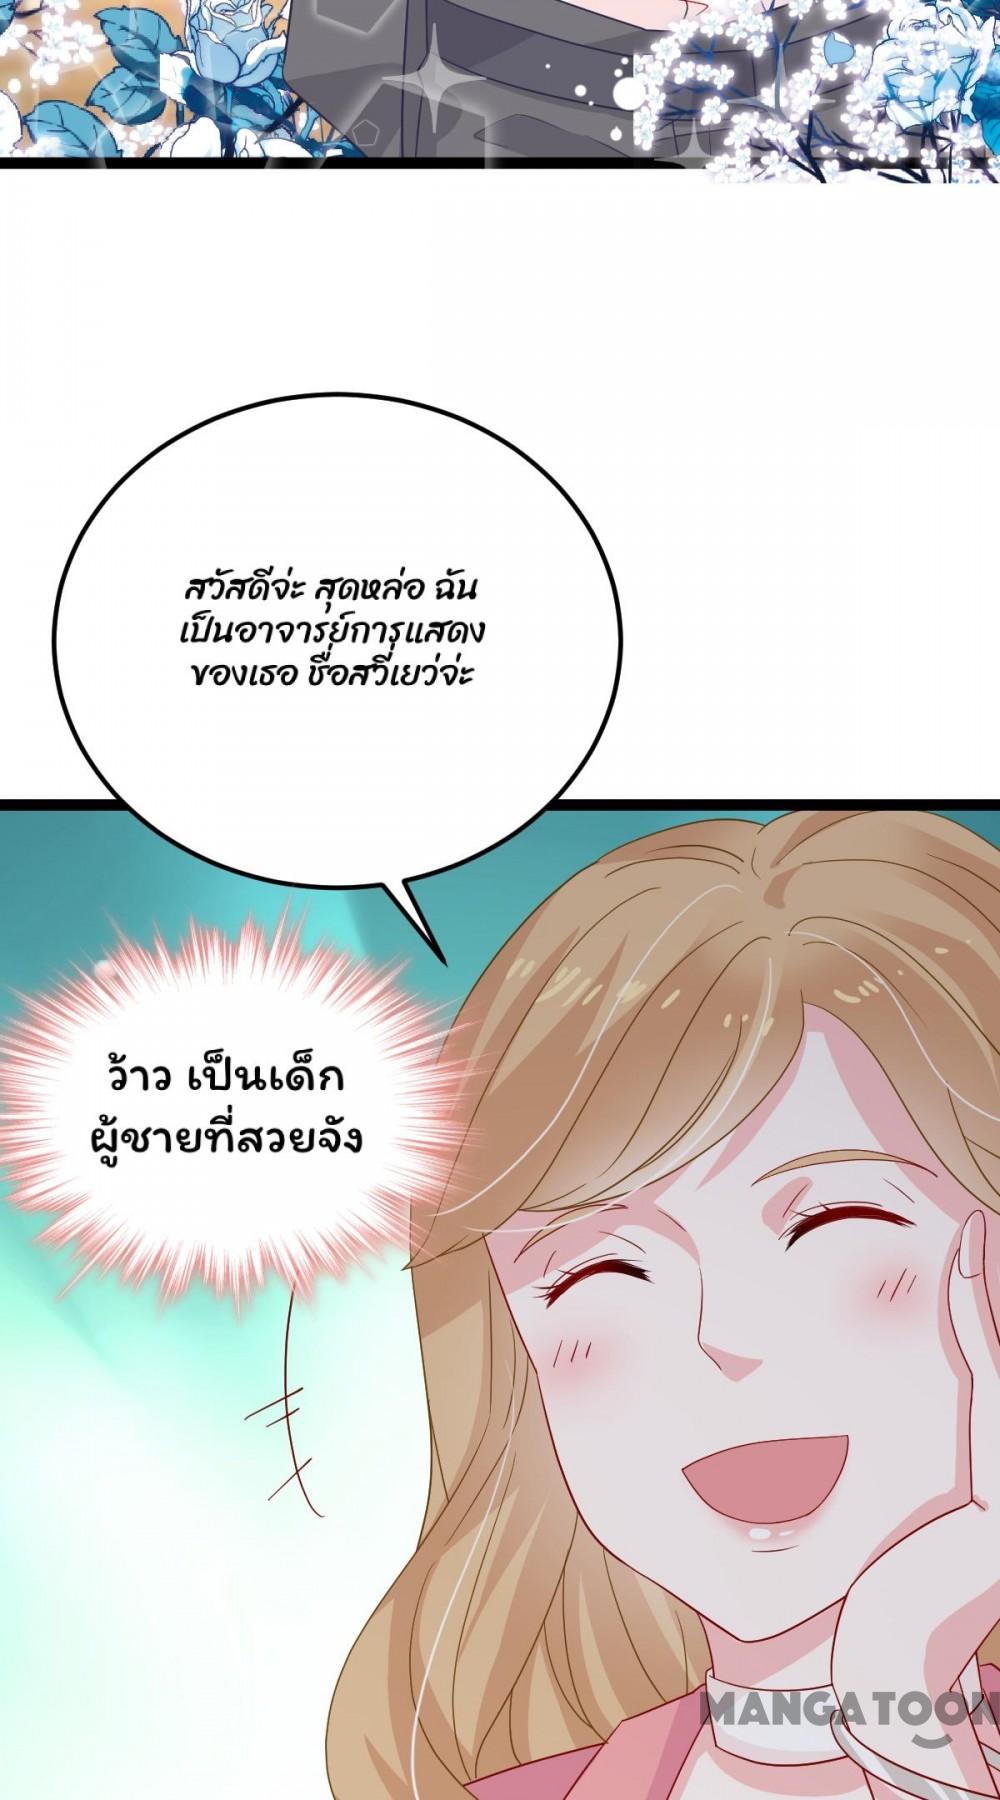 สวัสดีจ่ะ สุดหล่อ ฉัน
เป็นอาจารย์การแสดง
ของเธอ ชื่อสวี่เยว่จ่ะ
ว้าว เป็นเด็ก
ผู้ชายที่สวยจัง
MANGATOON